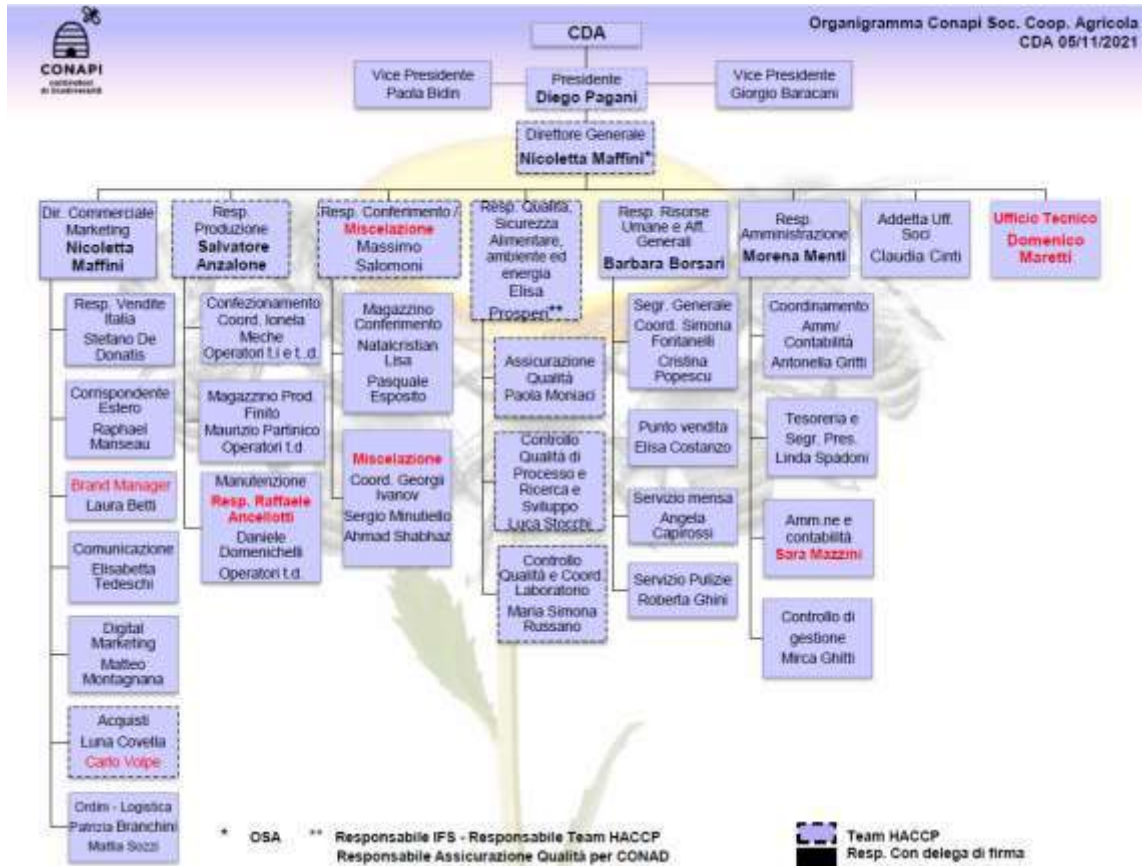 CONAPI
Organigramma Conapi Soc. Coop. Agricola
CDA 05/11/2021
CDA
Vice Presidente
Paola Bidin
Presidente
Diego Pagani
Vice Presidente
Giorgio Baracani
Direttore Generale
Nicoletta Maffini*
Dir. Commerciale
Marketing
Nicoletta
Maffini
Resp. Vendite
Italia
Stefano De
Donatis
Corrispondente
Estero
Raphael
Manseau
Brand Manager
Laura Betti
Comunicazione
Elisabetta
Tedeschi
Digital
Marketing
Matteo
Montagnana
Acquisti
Luna Covella
Carlo Volpe
Ordini - Logistica
Patrizia Branchini
Mattia Sozzi
Resp.
Produzione
Salvatore
Anzalone
Confezionamento
Coord. Ionela
Meche
Operatori t.i e t..d.
Magazzino Prod.
Finito
Maurizio Partinico
Operatori t.d.
Manutenzione
Resp. Raffaele
Ancellotti
Daniele
Domenichelli
Operatori t.d.
Resp. Conferimento /
Miscelazione
Massimo
Salomoni
Magazzino
Conferimento
Natalcristian
Lisa
Pasquale
Esposito
Miscelazione
Coord. Georgii
Ivanov
Sergio Minutiello
Ahmad Shabhaz
Resp. Qualità,
Sicurezza
Alimentare,
ambiente ed
energia
Elisa
Prosperi**
Assicurazione
Qualità
Paola Moniaci
Controllo
Qualità di
Processo e
Ricerca e
Sviluppo
Luca Stocchi
Controllo
Qualità e Coord.
Laboratorio
Maria Simona
Russano
Resp. Risorse
Umane e Aff.
Generali
Barbara Borsari
Segr. Generale
Coord. Simona
Fontanelli
Cristina
Popescu
Punto vendita
Elisa Costanzo
Servizio mensa
Angela
Capirossi
Servizio Pulizie
Roberta Ghini
Resp.
Amministrazione
Morena Menti
Coordinamento
Amm/
Contabilità
Antonella Gritti
Tesoreria e
Segr. Pres.
Linda Spadoni
Amm.ne e
contabilità
Sara Mazzini
Controllo di
gestione
Mirca Ghitti
Addetta Uff.
Soci
Claudia Cinti
Ufficio Tecnico
Domenico
Maretti
* OSA ** Responsabile IFS - Responsabile Team HACCP
Responsabile Assicurazione Qualità per CONAD
Team HACCP
Resp. Con delega di firma